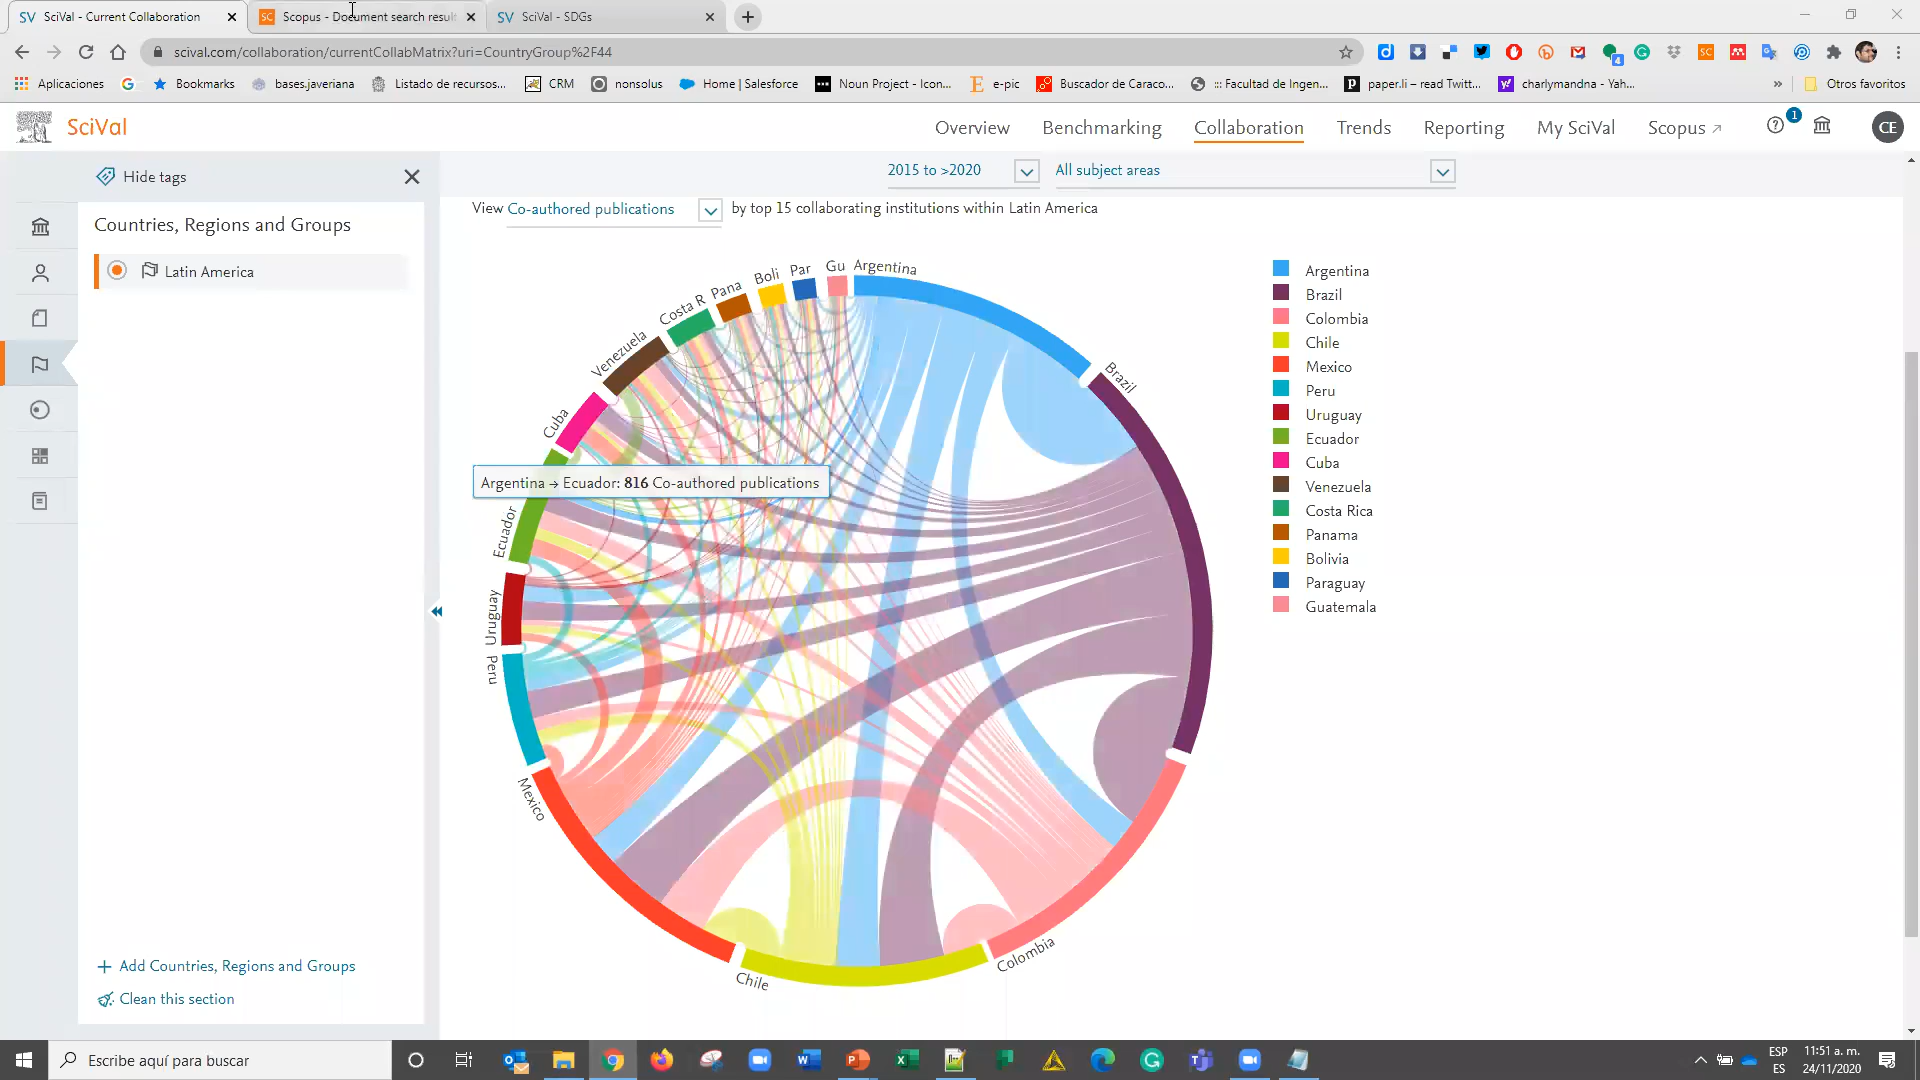 SciVal - Current Collaboration
Scopus - Document search result
SciVal - SDGs
scival.com/collaboration/currentCollabMatrix?uri=CountryGroup%2F44
Aplicaciones
Bookmarks
bases.javeriana
Listado de recursos...
CRM
nonsolus
Home | Salesforce
Noun Project - Icon...
e-pic
Buscador de Caraco...
::: Facultad de Ingen...
paper.li – read Twitt...
charlymandna - Yah...
»
Otros favoritos
SciVal
Overview
Benchmarking
Collaboration
Trends
Reporting
My SciVal
Scopus ↗
1
CE
Hide tags
2015 to >2020
All subject areas
Countries, Regions and Groups
Latin America
View Co-authored publications by top 15 collaborating institutions within Latin America
Argentina
Brazil
Colombia
Chile
Mexico
Peru
Uruguay
Ecuador
Cuba
Venezuela
Costa R
Pana
Boli
Par
Gu
Argentina → Ecuador: 816 Co-authored publications
Argentina
Brazil
Colombia
Chile
Mexico
Peru
Uruguay
Ecuador
Cuba
Venezuela
Costa Rica
Panama
Bolivia
Paraguay
Guatemala
+ Add Countries, Regions and Groups
Clean this section
Escribe aquí para buscar
ESP
ES
11:51 a. m.
24/11/2020